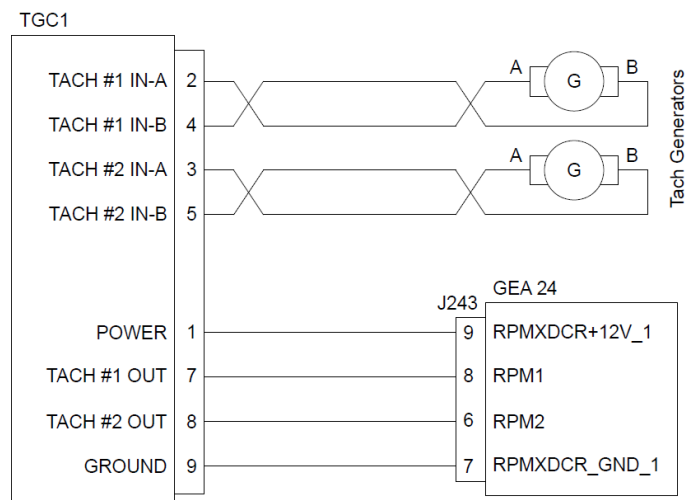 TGC1
TACH #1 IN-A 2
A G B
TACH #1 IN-B 4
TACH #2 IN-A 3
A G B
TACH #2 IN-B 5
Tach Generators
GEA 24
J243
POWER 1 9 RPMXDCR+12V_1
TACH #1 OUT 7 8 RPM1
TACH #2 OUT 8 6 RPM2
GROUND 9 7 RPMXDCR_GND_1